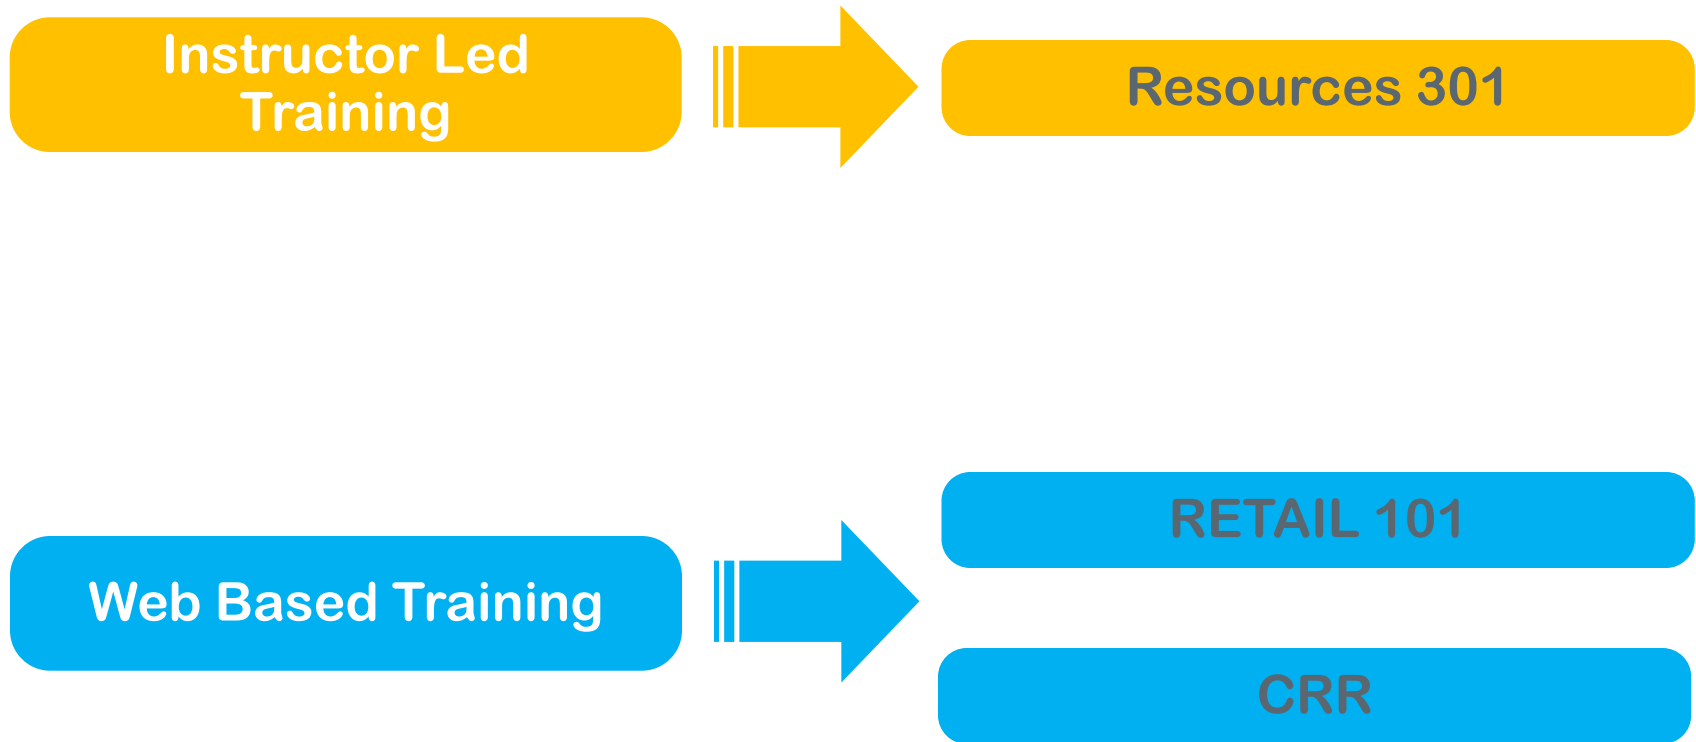 Instructor Led
Training
Resources 301
RETAIL 101
Web Based Training
CRR